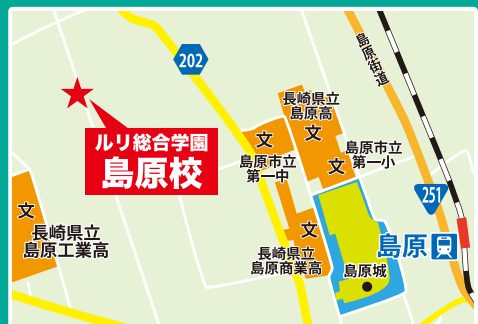 202
島原街道
長崎県立
島原高
文
ルリ総合学園
島原校
文
島原市立
第一中
島原市立
第一小
文
251
文
長崎県立
島原工業高
文
長崎県立
島原商業高
島原
島原城